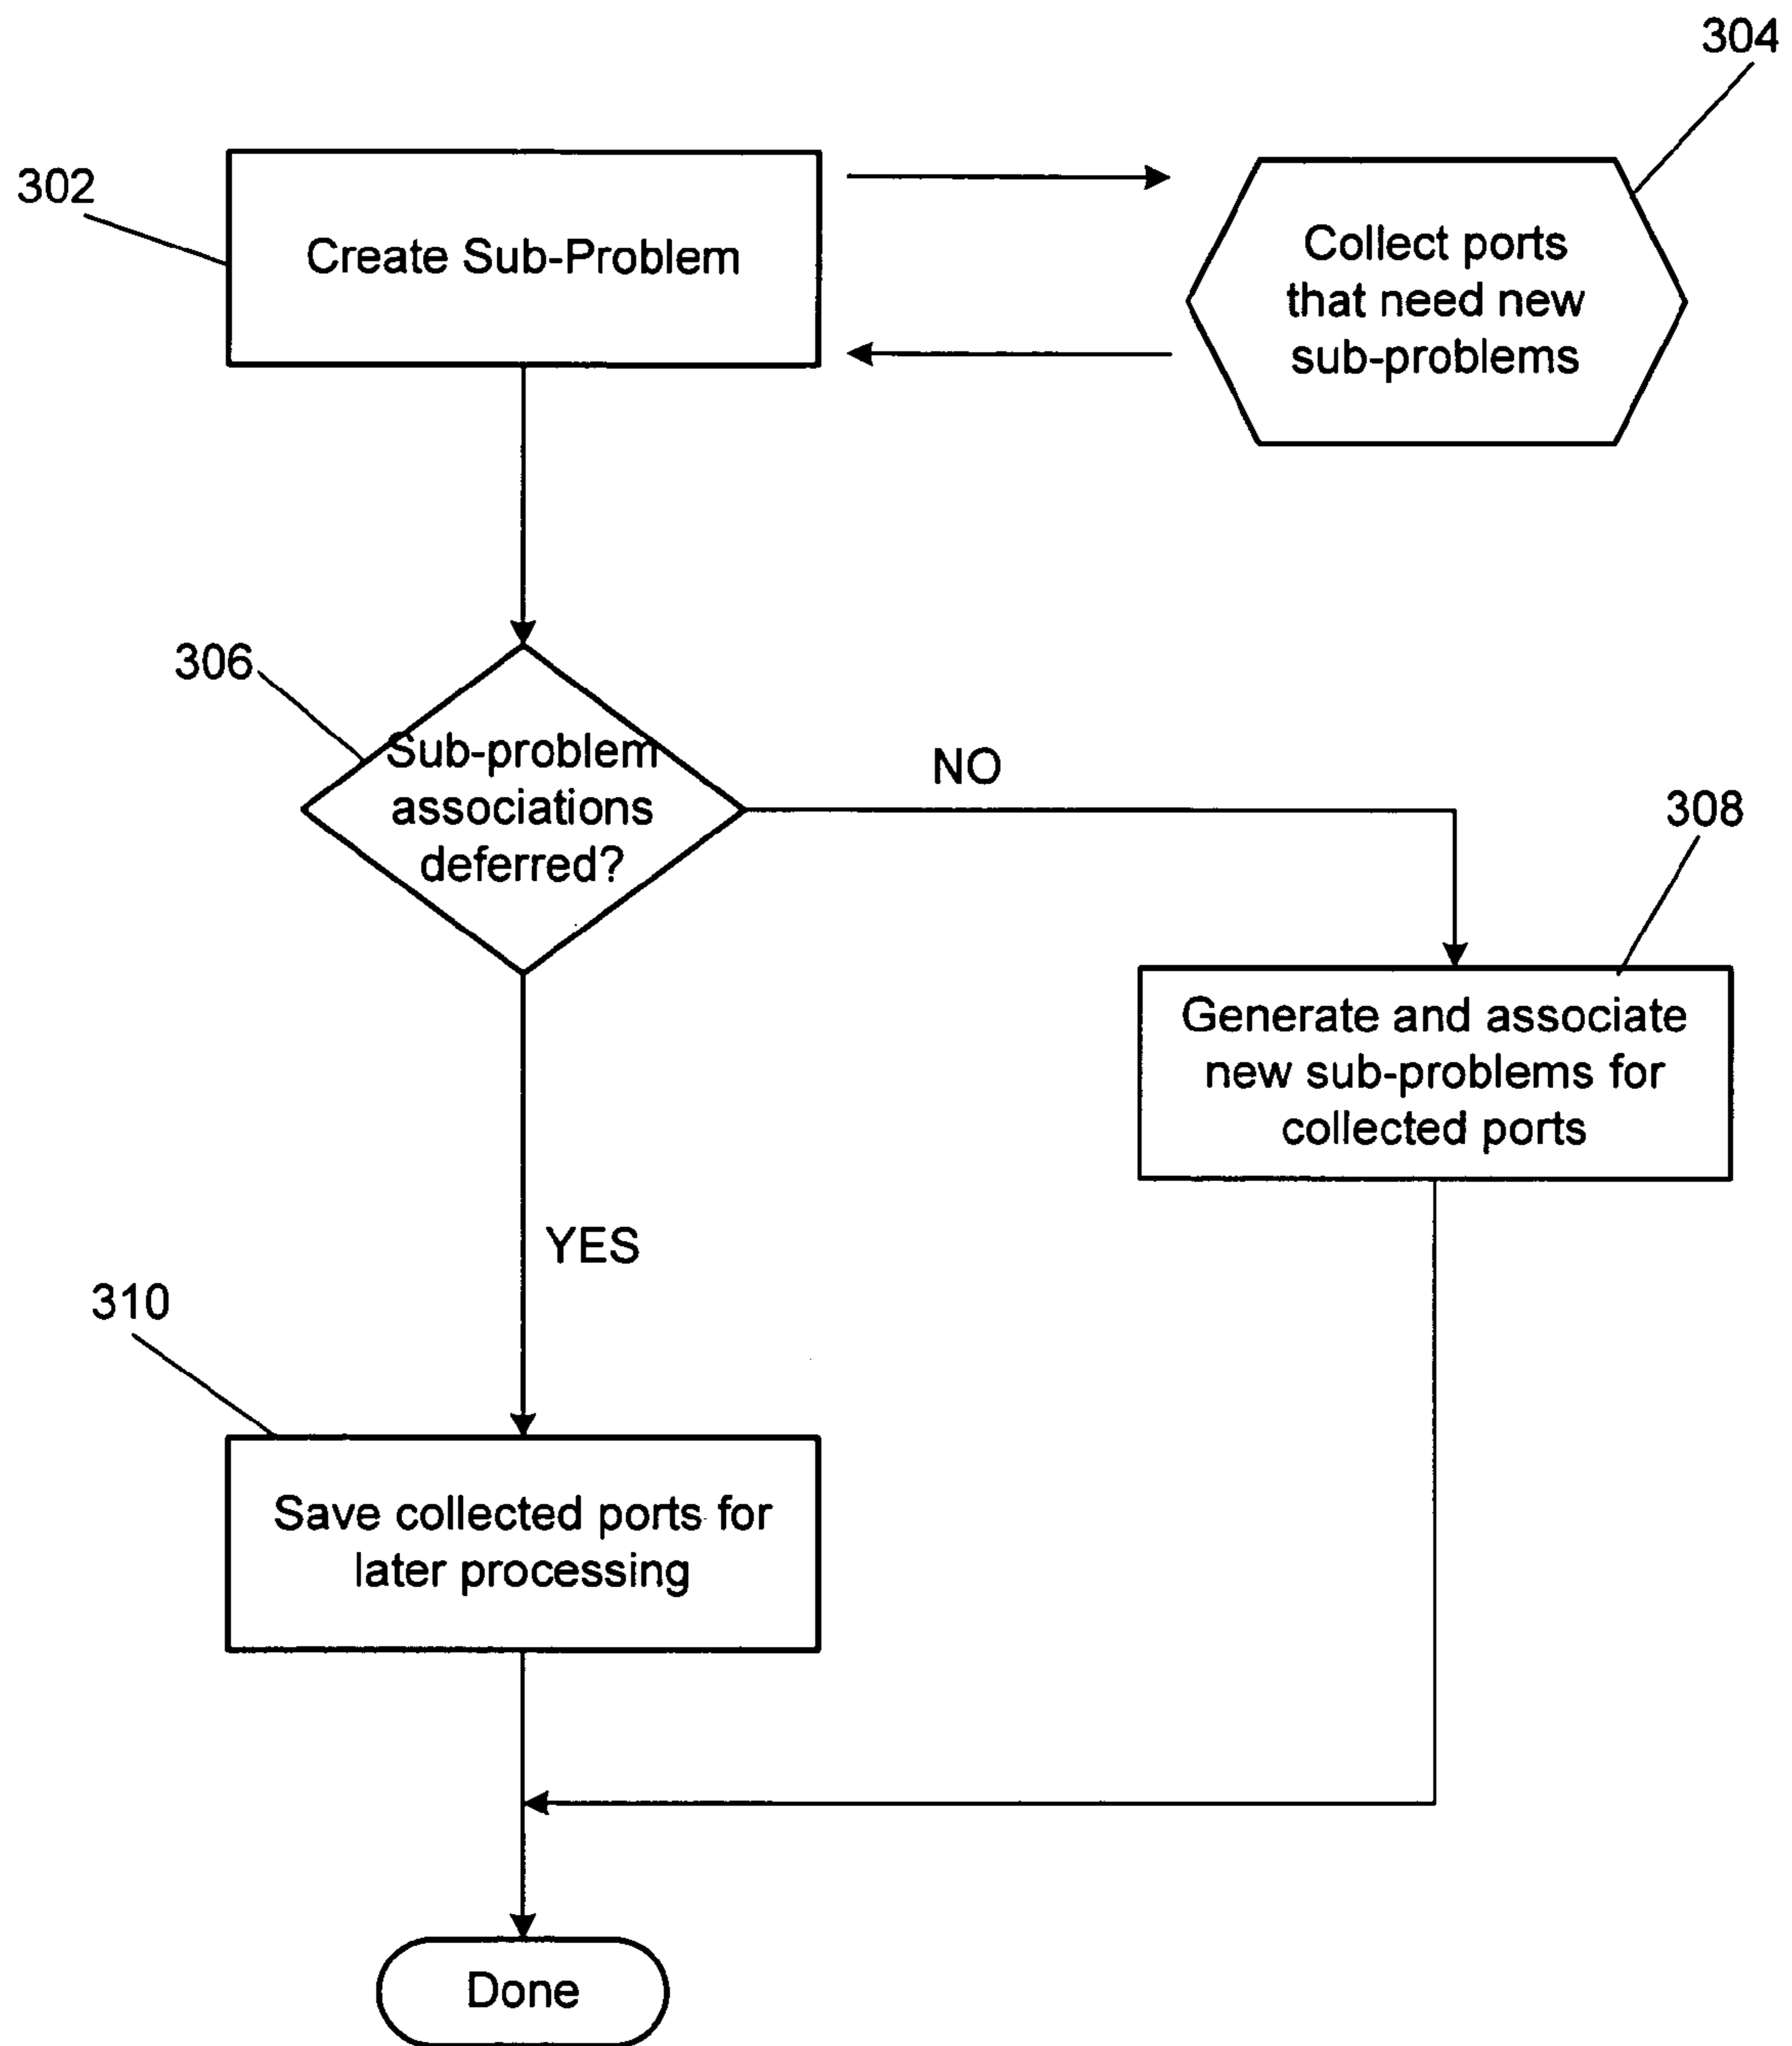 304
302
Create Sub-Problem
Collect ports
that need new
sub-problems
306
Sub-problem
associations
deferred?
NO
308
Generate and associate
new sub-problems for
collected ports
YES
310
Save collected ports for
later processing
Done